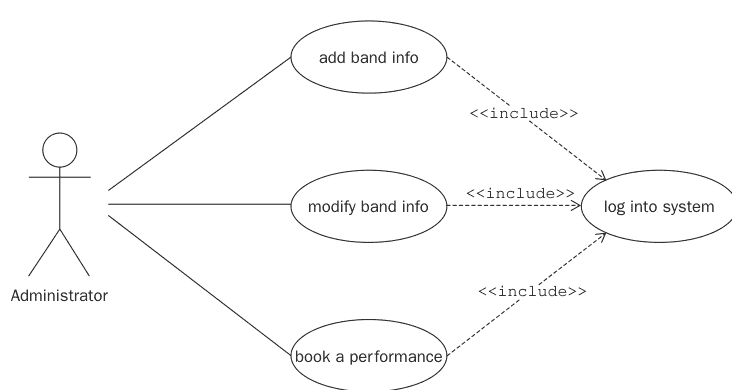 add band info
<<include>>
modify band info
<<include>>
log into system
Administrator
<<include>>
book a performance